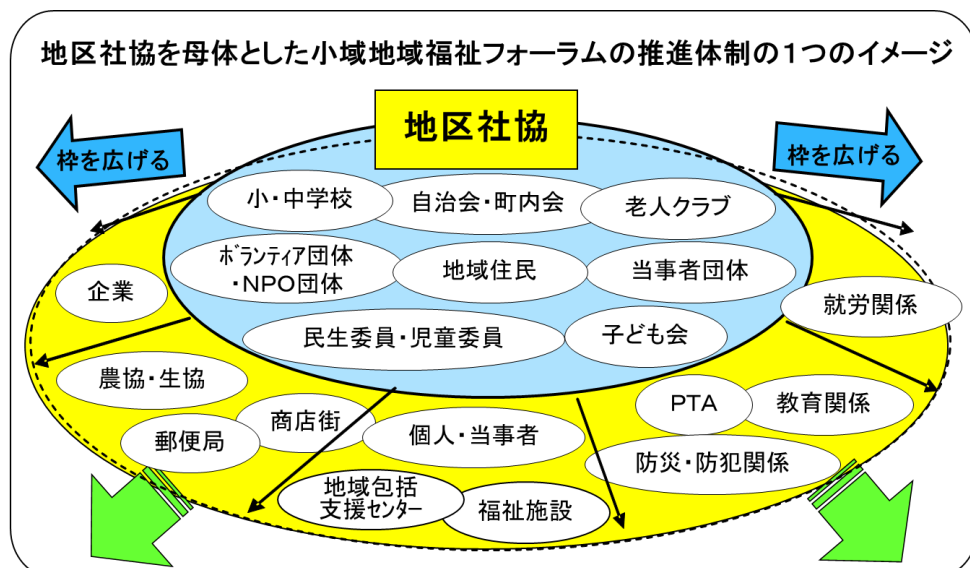 地区社協を母体とした小域地域福祉フォーラムの推進体制の1つのイメージ
地区社協
枠を広げる
枠を広げる
小・中学校
自治会・町内会
老人クラブ
ﾎﾞﾗﾝﾃｨｱ団体
・NPO団体
地域住民
当事者団体
企業
就労関係
民生委員・児童委員
子ども会
農協・生協
PTA
教育関係
商店街
郵便局
個人・当事者
防災・防犯関係
地域包括
支援ｾﾝﾀｰ
福祉施設